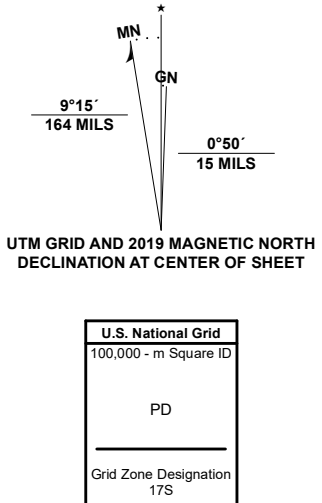 ★
MN
GN
9°15´
164 MILS
0°50´
15 MILS
UTM GRID AND 2019 MAGNETIC NORTH
DECLINATION AT CENTER OF SHEET
U.S. National Grid
100,000 - m Square ID
PD
Grid Zone Designation
17S